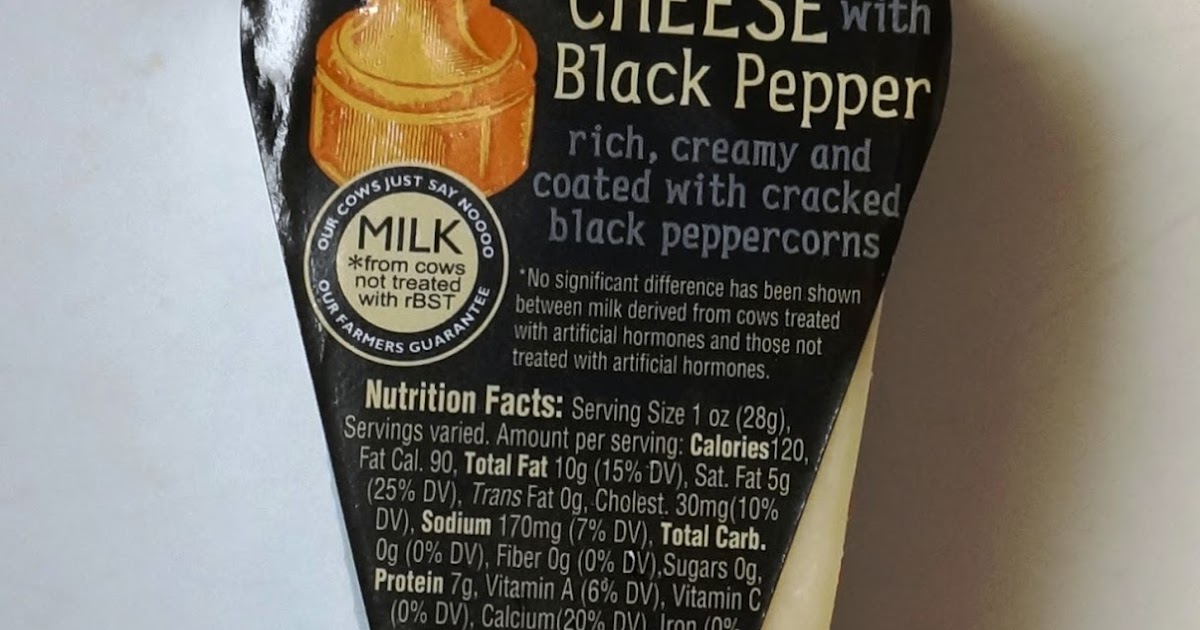 CHEESE with
Black Pepper
rich, creamy and
coated with cracked
black peppercorns
OUR COWS JUST SAY NOOOO
MILK
*from cows
not treated
with rBST
OUR FARMERS GUARANTEE
*No significant difference has been shown
between milk derived from cows treated
with artificial hormones and those not
treated with artificial hormones.
Nutrition Facts: Serving Size 1 oz (28g),
Servings varied. Amount per serving: Calories120,
Fat Cal. 90, Total Fat 10g (15% DV), Sat. Fat 5g
(25% DV), Trans Fat 0g, Cholest. 30mg(10%
DV), Sodium 170mg (7% DV), Total Carb.
0g (0% DV), Fiber 0g (0% DV),Sugars 0g,
Protein 7g, Vitamin A (6% DV), Vitamin C
(0% DV), Calcium(20% DV), Iron (0%